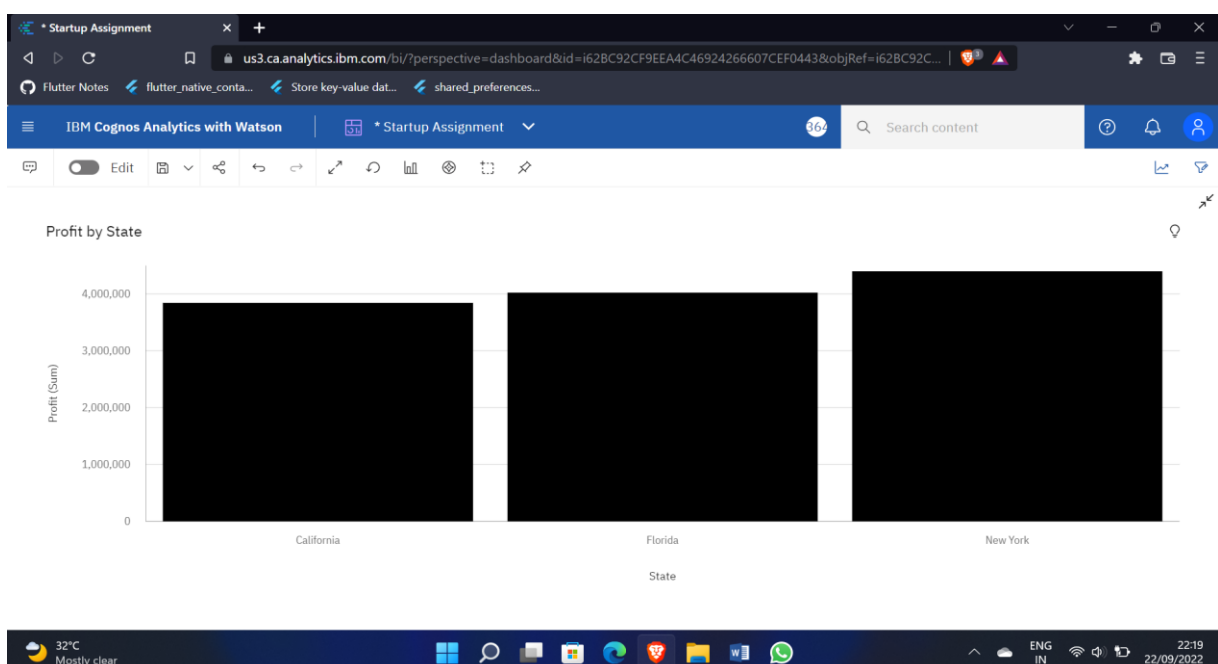 * Startup Assignment
us3.ca.analytics.ibm.com/bi/?perspective=dashboard&id=i62BC92CF9EEA4C46924266607CEF0443&objRef=i62BC92C...
3
Flutter Notes flutter_native_conta... Store key-value dat... shared_preferences...
IBM Cognos Analytics with Watson * Startup Assignment 364 Search content
Edit
Profit by State
4,000,000
3,000,000
2,000,000
1,000,000
0
Profit (Sum)
California Florida New York
State
32°C
Mostly clear
ENG
IN
22:19
22/09/2022